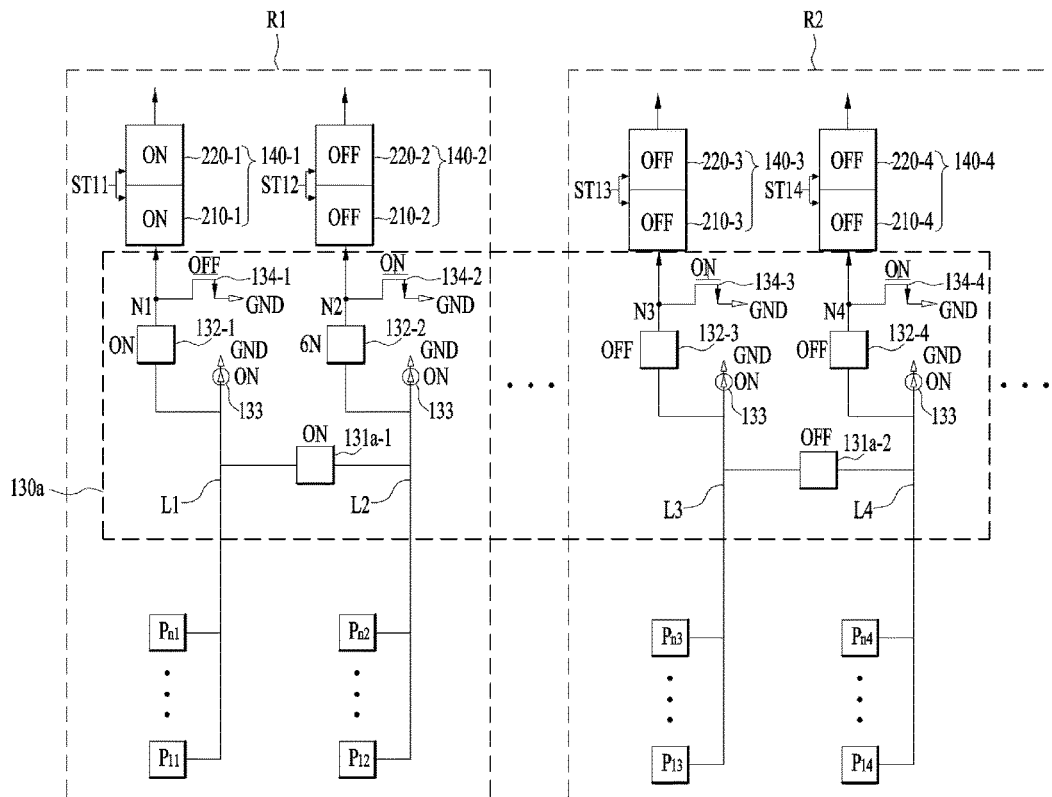 R1 R2
ON 220-1 140-1 OFF 220-2 140-2 OFF 220-3 140-3 OFF 220-4 140-4
ST11 ST12 ST13 ST14
ON 210-1 OFF 210-2 OFF 210-3 OFF 210-4
OFF 134-1 ON 134-2 ON 134-3 ON 134-4
N1 GND N2 GND N3 GND N4 GND
ON 132-1 6N 132-2 OFF 132-3 OFF 132-4
GND GND GND GND
ON ON ON ON
133 133 133 133
ON 131a-1 OFF 131a-2
130a
L1 L2 L3 L4
Pn1 Pn2 Pn3 Pn4
P11 P12 P13 P14